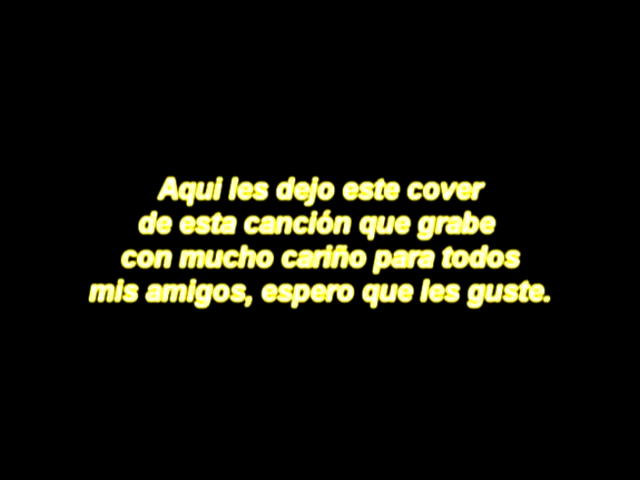 Aqui les dejo este cover
de esta canción que grabe
con mucho cariño para todos
mis amigos, espero que les guste.